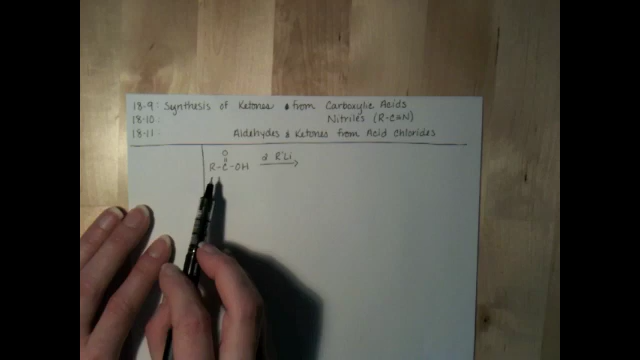 18-9: Synthesis of Ketones from Carboxylic Acids
18-10: Nitriles (R-C≡N)
18-11: Aldehydes & Ketones from Acid Chlorides
O
R-C-OH 2 R'Li